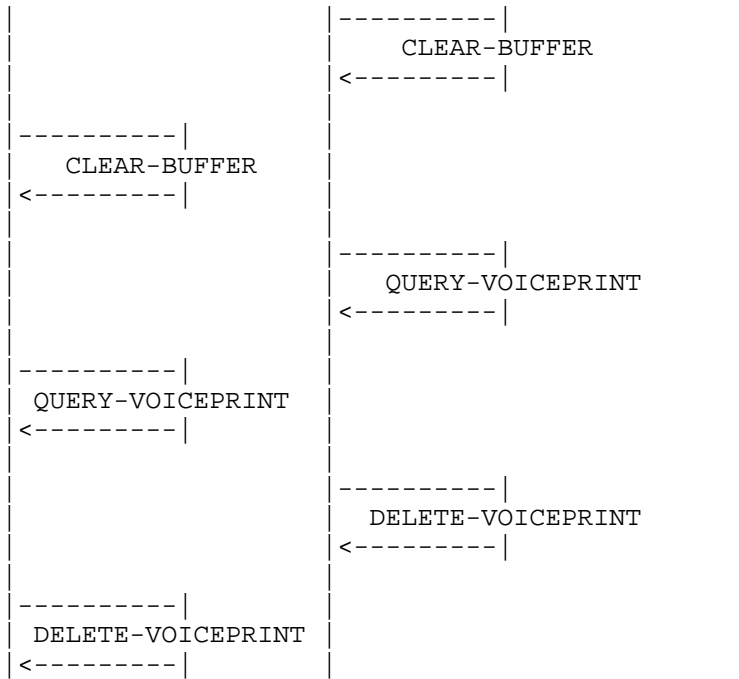 |                    |----------|
|                    |    CLEAR-BUFFER
|                    |<---------|
|                    |
|----------|         |
|   CLEAR-BUFFER     |
|<---------|         |
|                    |
|                    |----------|
|                    |   QUERY-VOICEPRINT
|                    |<---------|
|                    |
|----------|         |
| QUERY-VOICEPRINT   |
|<---------|         |
|                    |
|                    |----------|
|                    |  DELETE-VOICEPRINT
|                    |<---------|
|                    |
|----------|         |
| DELETE-VOICEPRINT  |
|<---------|         |